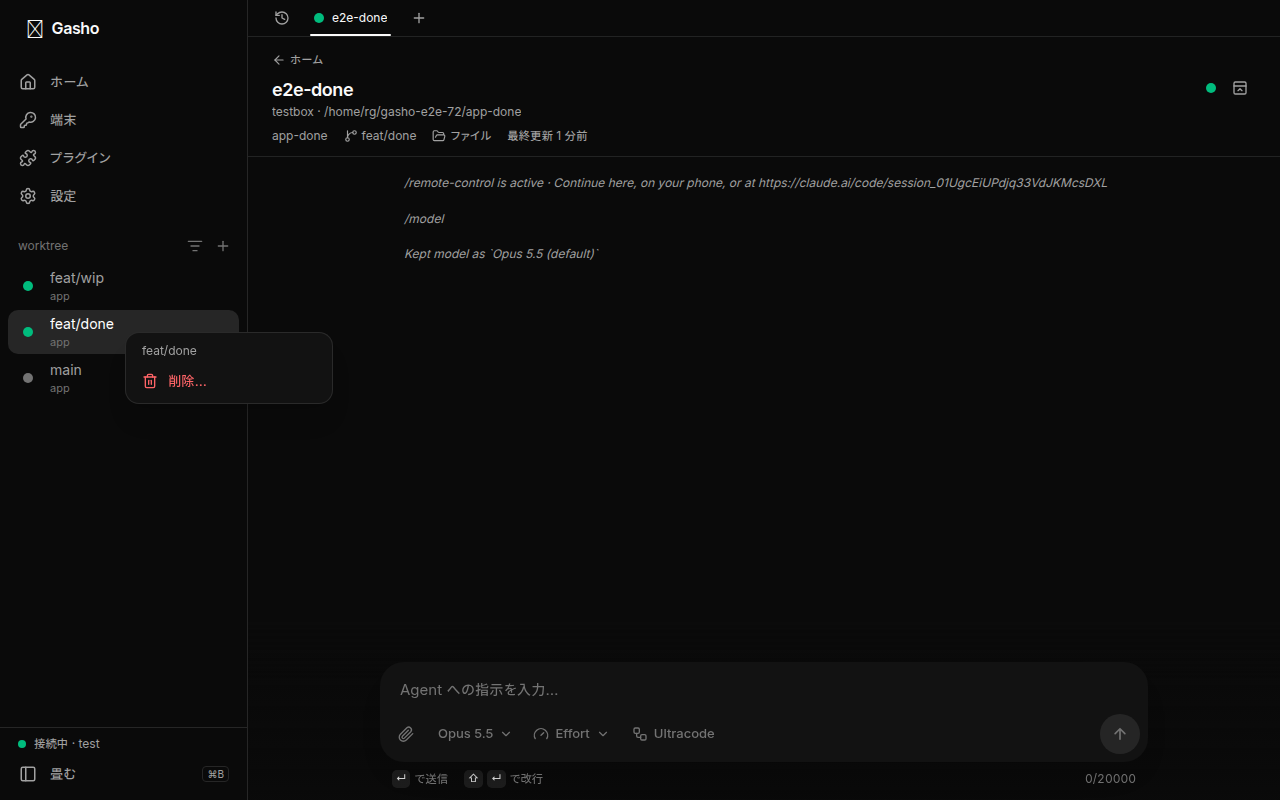 Gasho
ホーム
端末
プラグイン
設定
worktree
feat/wip
app
feat/done
app
main
app
feat/done
削除...
接続中 · test
畳む
⌘B
e2e-done
ホーム
e2e-done
testbox · /home/rg/gasho-e2e-72/app-done
app-done feat/done ファイル 最終更新 1 分前
/remote-control is active · Continue here, on your phone, or at https://claude.ai/code/session_01UgcEiUPdjq33VdJKMcsDXL
/model
Kept model as `Opus 5.5 (default)`
Agent への指示を入力...
Opus 5.5 Effort Ultracode
で送信 で改行
0/20000